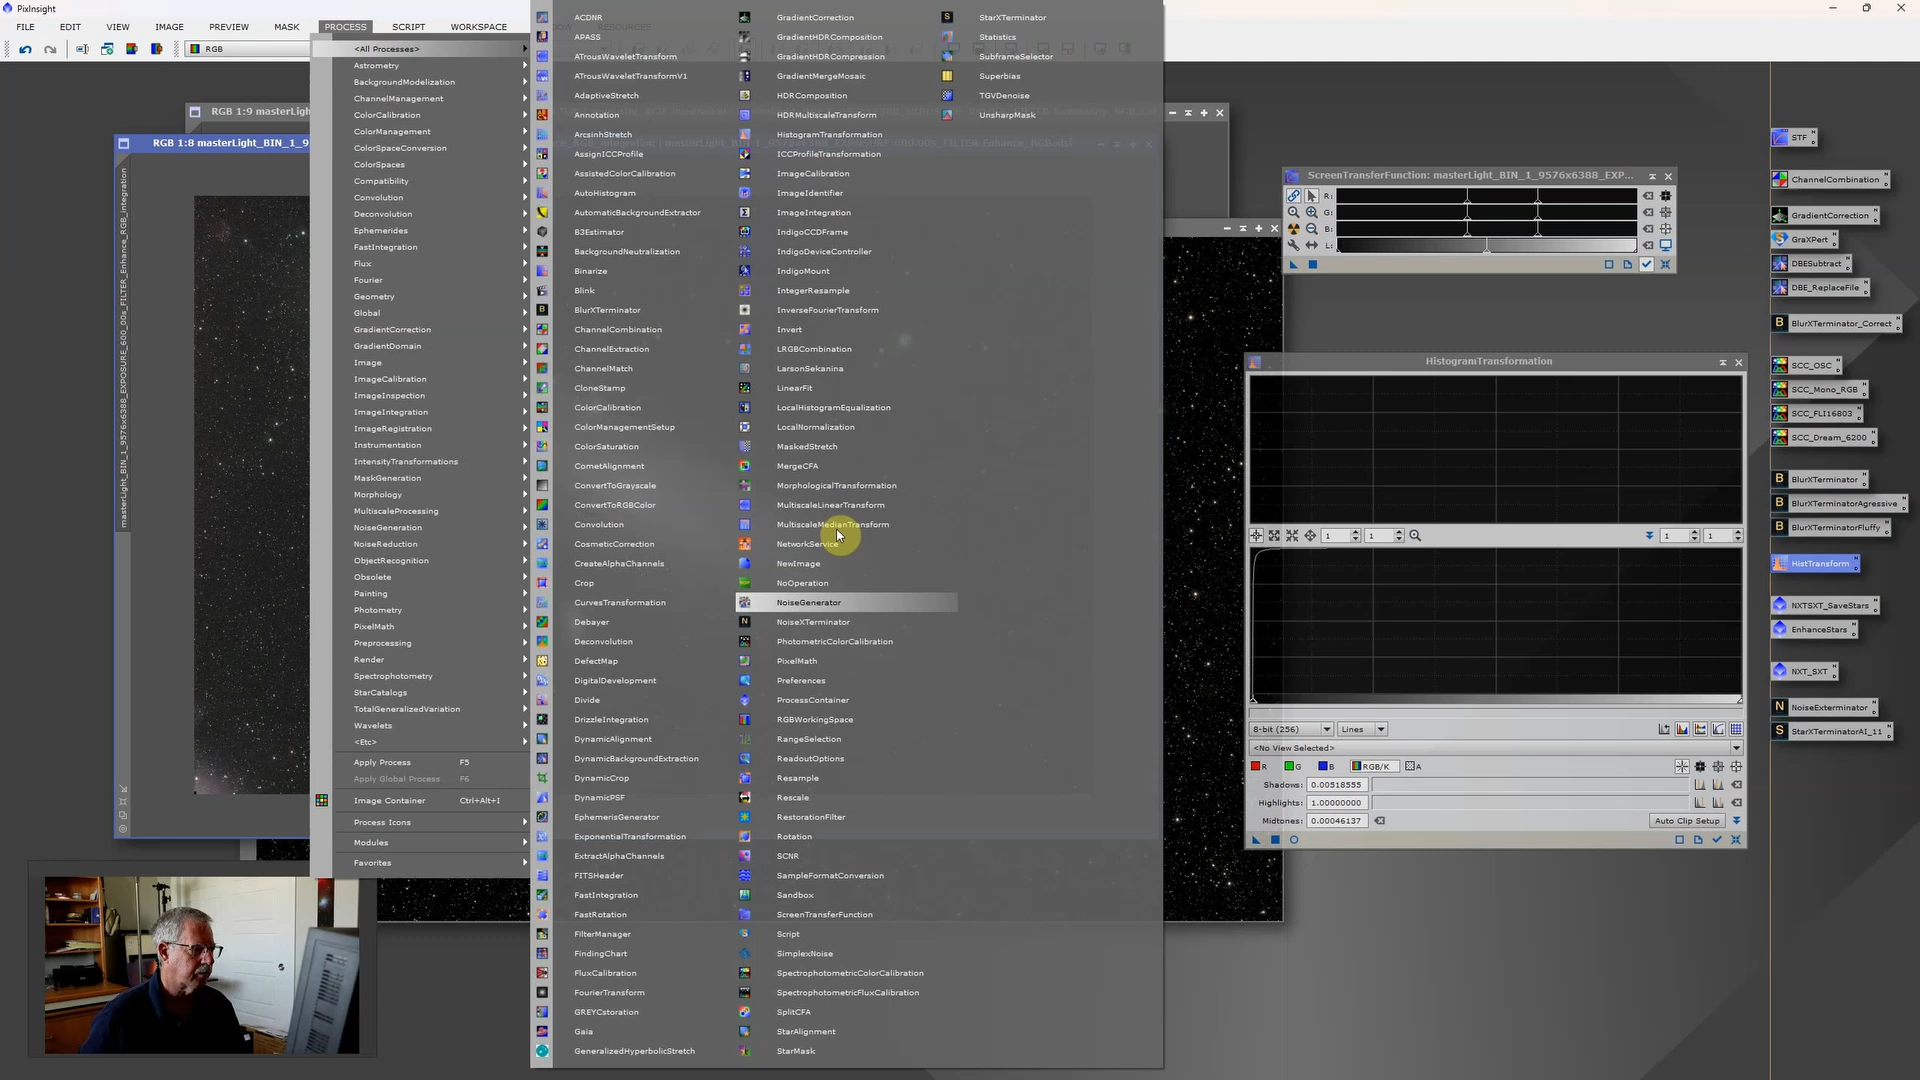 PixInsight
FILE EDIT VIEW IMAGE PREVIEW MASK PROCESS SCRIPT WORKSPACE
RGB
RGB 1:9 masterLight
RGB 1:8 masterLight_BIN_1_9
masterLight_BIN_1_9576x6388_EXPOSURE_600_00s_FILTER_Enhance_RGB_integration
<All Processes>
Astrometry
BackgroundModelization
ChannelManagement
ColorCalibration
ColorManagement
ColorSpaceConversion
ColorSpaces
Compatibility
Convolution
Deconvolution
Ephemerides
FastIntegration
Flux
Fourier
Geometry
Global
GradientCorrection
GradientDomain
Image
ImageCalibration
ImageInspection
ImageIntegration
ImageRegistration
Instrumentation
IntensityTransformations
MaskGeneration
Morphology
MultiscaleProcessing
NoiseGeneration
NoiseReduction
ObjectRecognition
Obsolete
Painting
Photometry
PixelMath
Preprocessing
Render
Spectrophotometry
StarCatalogs
TotalGeneralizedVariation
Wavelets
<Etc>
Apply Process F5
Apply Global Process F6
Image Container Ctrl+Alt+I
Process Icons
Modules
Favorites
ACDNR
APASS
ATrousWaveletTransform
ATrousWaveletTransformV1
AdaptiveStretch
Annotation
ArcsinhStretch
AssignICCProfile
AssistedColorCalibration
AutoHistogram
AutomaticBackgroundExtractor
B3Estimator
BackgroundNeutralization
Binarize
Blink
BlurXTerminator
ChannelCombination
ChannelExtraction
ChannelMatch
CloneStamp
ColorCalibration
ColorManagementSetup
ColorSaturation
CometAlignment
ConvertToGrayscale
ConvertToRGBColor
Convolution
CosmeticCorrection
CreateAlphaChannels
Crop
CurvesTransformation
Debayer
Deconvolution
DefectMap
DigitalDevelopment
Divide
DrizzleIntegration
DynamicAlignment
DynamicBackgroundExtraction
DynamicCrop
DynamicPSF
EphemerisGenerator
ExponentialTransformation
ExtractAlphaChannels
FITSHeader
FastIntegration
FastRotation
FilterManager
FindingChart
FluxCalibration
FourierTransform
GREYCstoration
Gaia
GeneralizedHyperbolicStretch
GradientCorrection
GradientHDRComposition
GradientHDRCompression
GradientMergeMosaic
HDRComposition
HDRMultiscaleTransform
HistogramTransformation
ICCProfileTransformation
ImageCalibration
ImageIdentifier
ImageIntegration
IndigoCCDFrame
IndigoDeviceController
IndigoMount
IntegerResample
InverseFourierTransform
Invert
LRGBCombination
LarsonSekanina
LinearFit
LocalHistogramEqualization
LocalNormalization
MaskedStretch
MergeCFA
MorphologicalTransformation
MultiscaleLinearTransform
MultiscaleMedianTransform
NetworkService
NewImage
NoOperation
NoiseGenerator
NoiseXTerminator
PhotometricColorCalibration
PixelMath
Preferences
ProcessContainer
RGBWorkingSpace
RangeSelection
ReadoutOptions
Resample
Rescale
RestorationFilter
Rotation
SCNR
SampleFormatConversion
Sandbox
ScreenTransferFunction
Script
SimplexNoise
SpectrophotometricColorCalibration
SpectrophotometricFluxCalibration
SplitCFA
StarAlignment
StarMask
StarXTerminator
Statistics
SubframeSelector
Superbias
TGVDenoise
UnsharpMask
ScreenTransferFunction: masterLight_BIN_1_9576x6388_EXP...
R:
G:
B:
L:
HistogramTransformation
1 1 1 1
8-bit (256) Lines
<No View Selected>
R G B RGB/K A
Shadows: 0.00518555
Highlights: 1.00000000
Midtones: 0.00046137 Auto Clip Setup
STF
ChannelCombination
GradientCorrection
GraXPert
DBESubtract
DBE_ReplaceFile
BlurXTerminator_Correct
SCC_OSC
SCC_Mono_RGB
SCC_FLI16803
SCC_Dream_6200
BlurXTerminator
BlurXTerminatorAgressive
BlurXTerminatorFluffy
HistTransform
NXTSXT_SaveStars
EnhanceStars
NXT_SXT
NoiseExterminator
StarXTerminatorAI_11